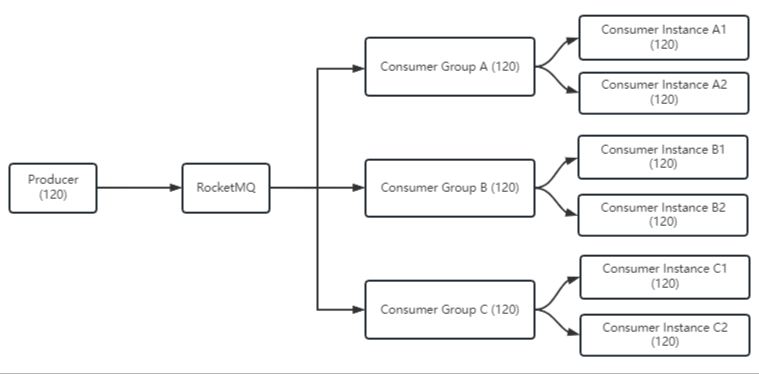 Producer
(120)
RocketMQ
Consumer Group A (120)
Consumer Instance A1
(120)
Consumer Instance A2
(120)
Consumer Group B (120)
Consumer Instance B1
(120)
Consumer Instance B2
(120)
Consumer Group C (120)
Consumer Instance C1
(120)
Consumer Instance C2
(120)